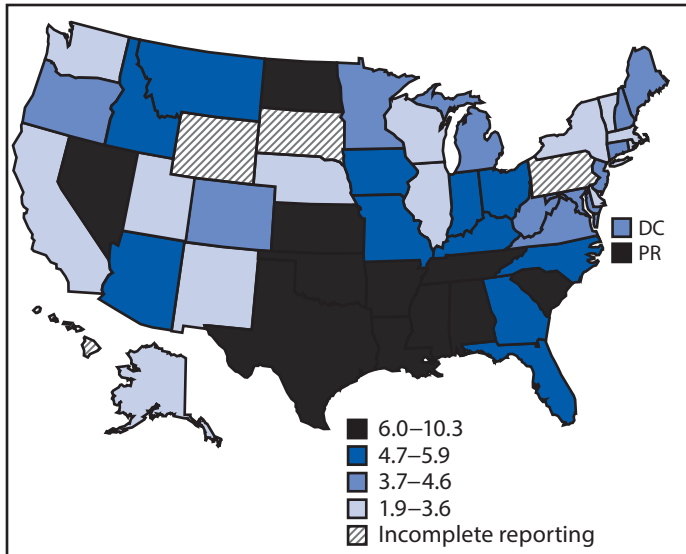 DC
PR
6.0–10.3
4.7–5.9
3.7–4.6
1.9–3.6
Incomplete reporting